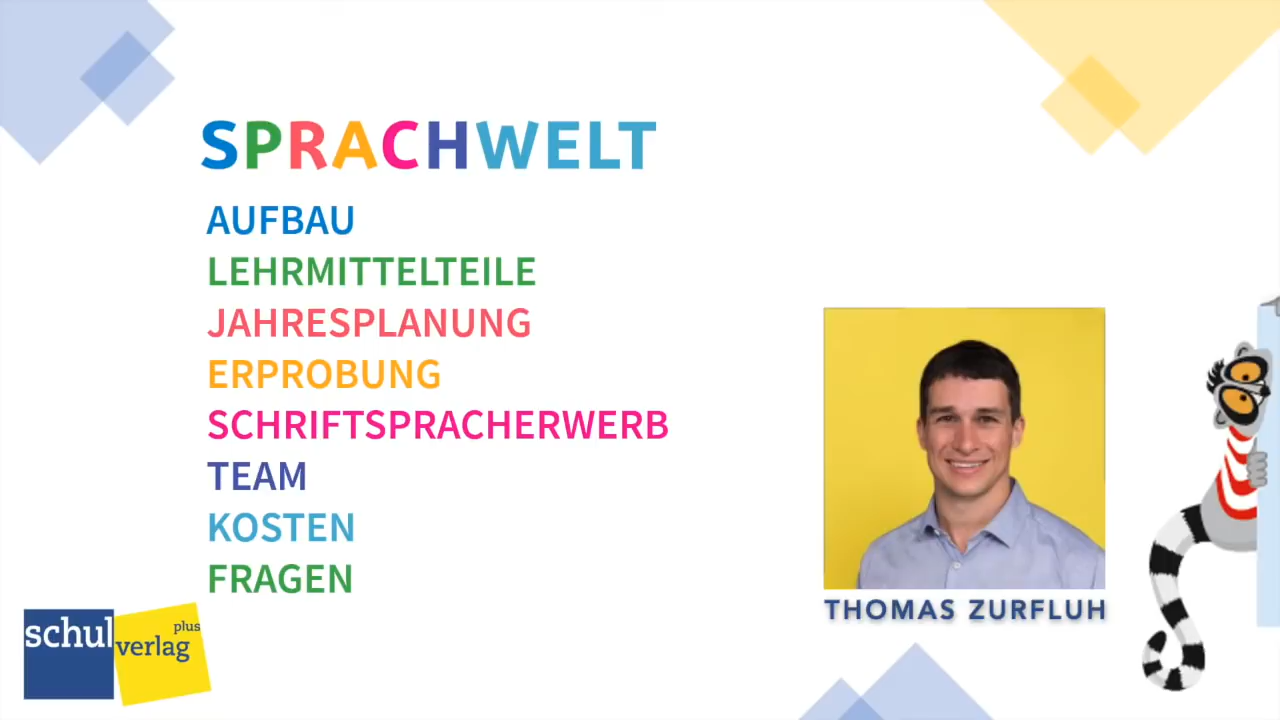 SPRACHWELT
AUFBAU
LEHRMITTELTEILE
JAHRESPLANUNG
ERPROBUNG
SCHRIFTSPRACHERWERB
TEAM
KOSTEN
FRAGEN
THOMAS ZURFLUH
schul
verlag plus